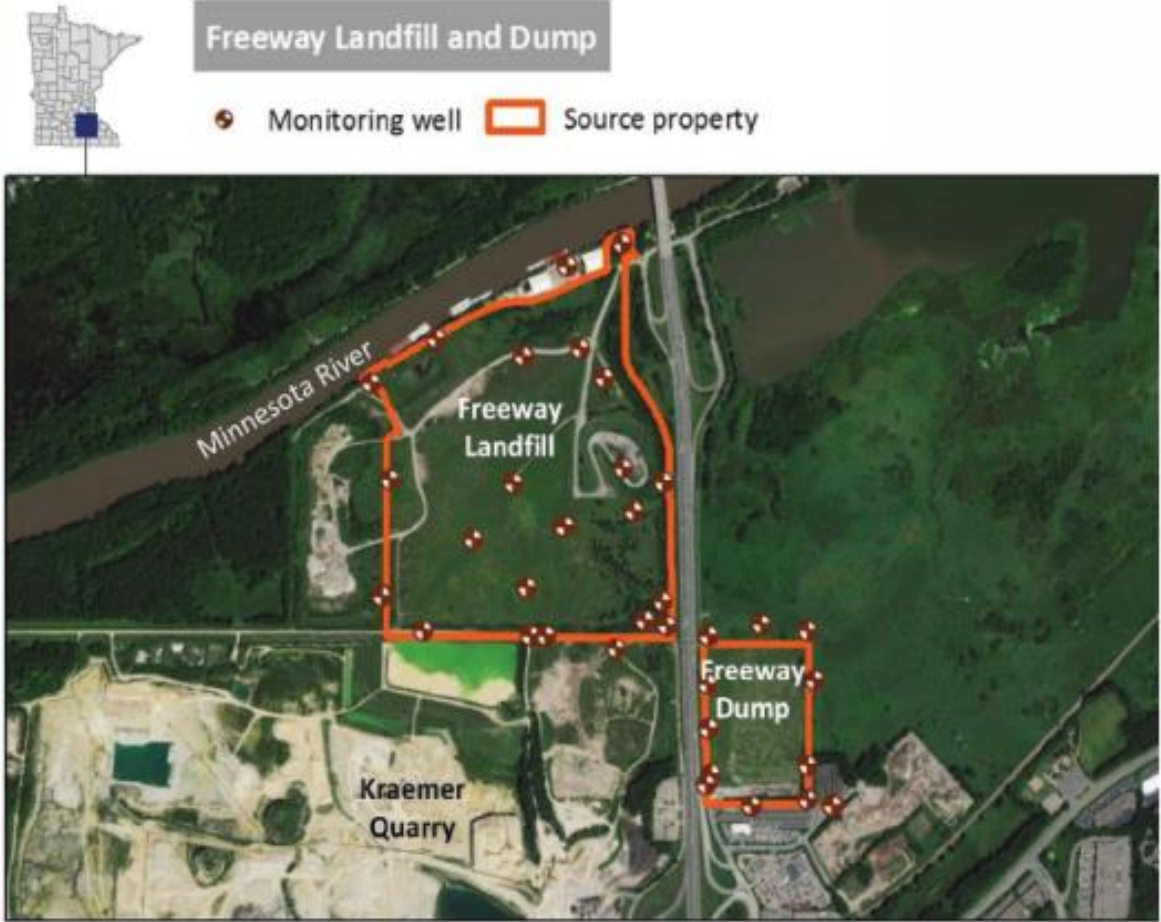 Freeway Landfill and Dump
Monitoring well
Source property
Minnesota River
Freeway
Landfill
Freeway
Dump
Kraemer
Quarry